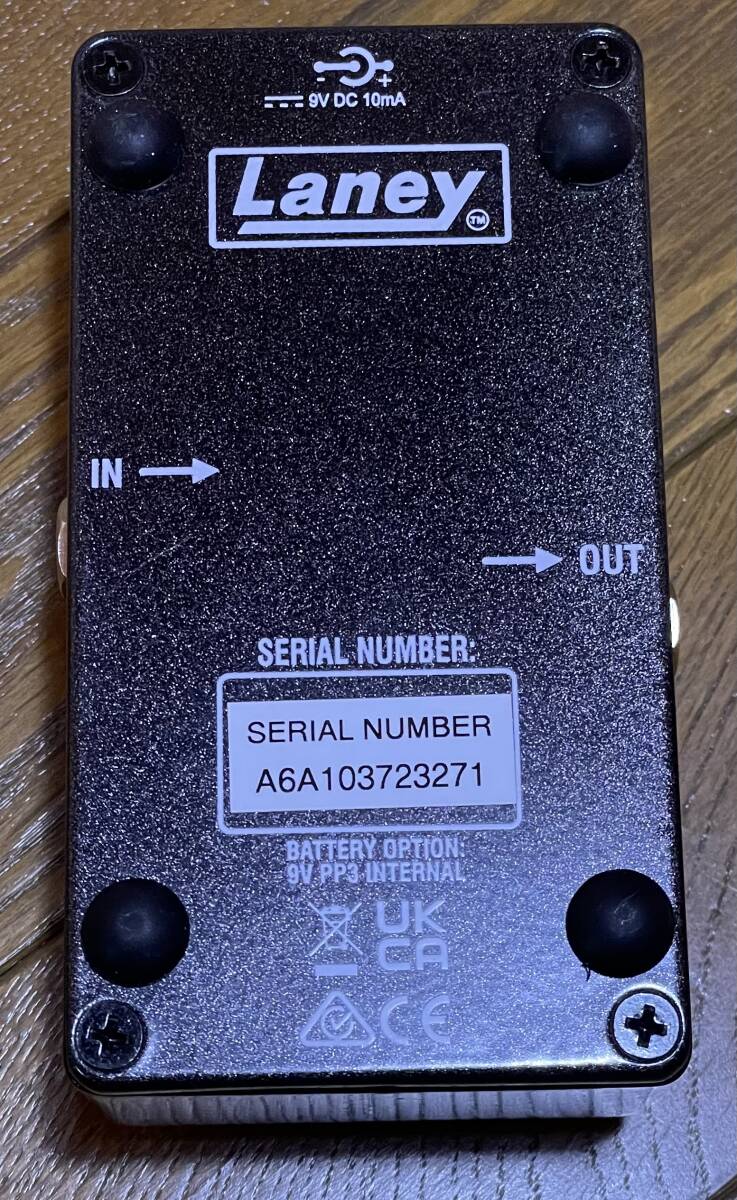 - +
9V DC 10mA
Laney TM
IN
OUT
SERIAL NUMBER:
SERIAL NUMBER
A6A103723271
BATTERY OPTION:
9V PP3 INTERNAL
UK
CA
CE